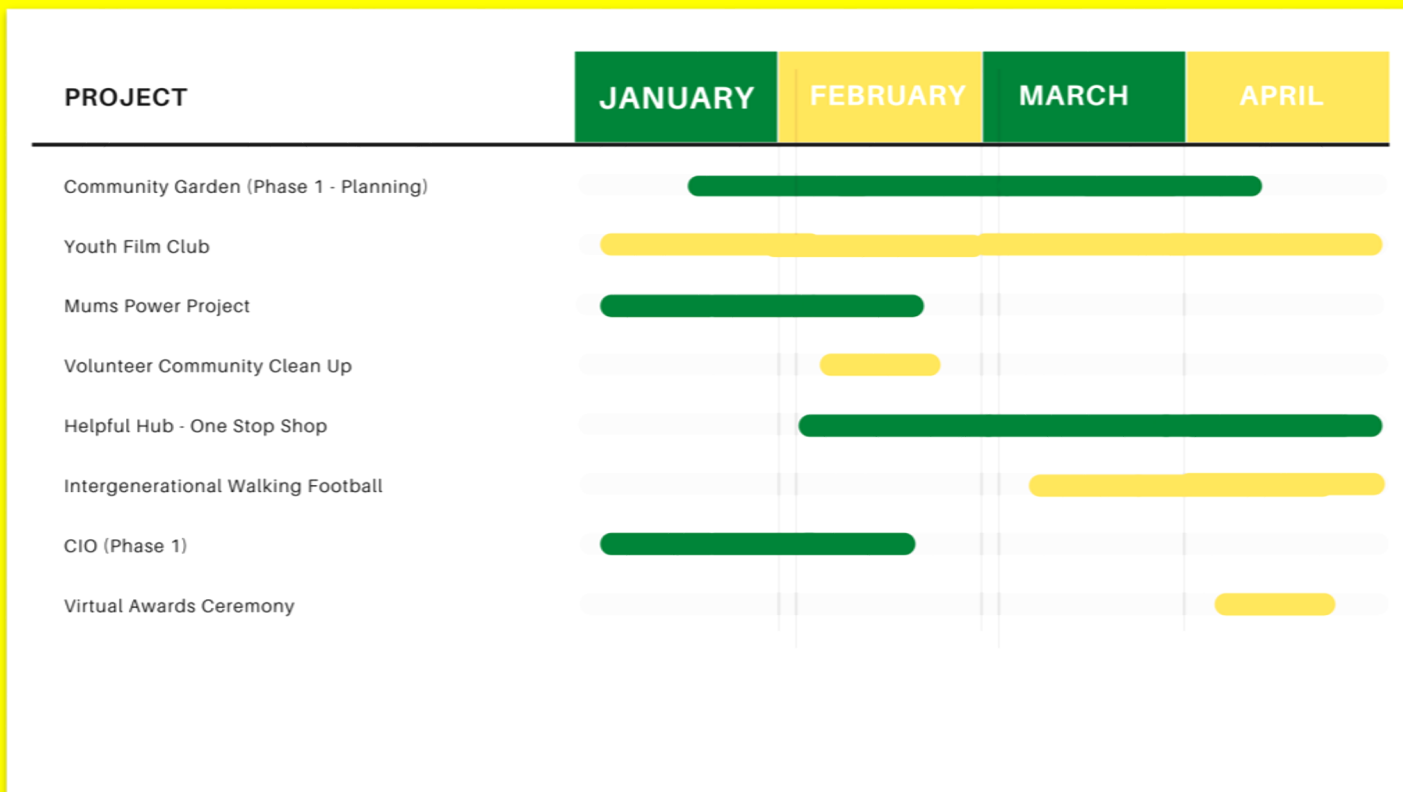 PROJECT JANUARY FEBRUARY MARCH APRIL
Community Garden (Phase 1 - Planning)
Youth Film Club
Mums Power Project
Volunteer Community Clean Up
Helpful Hub - One Stop Shop
Intergenerational Walking Football
CIO (Phase 1)
Virtual Awards Ceremony